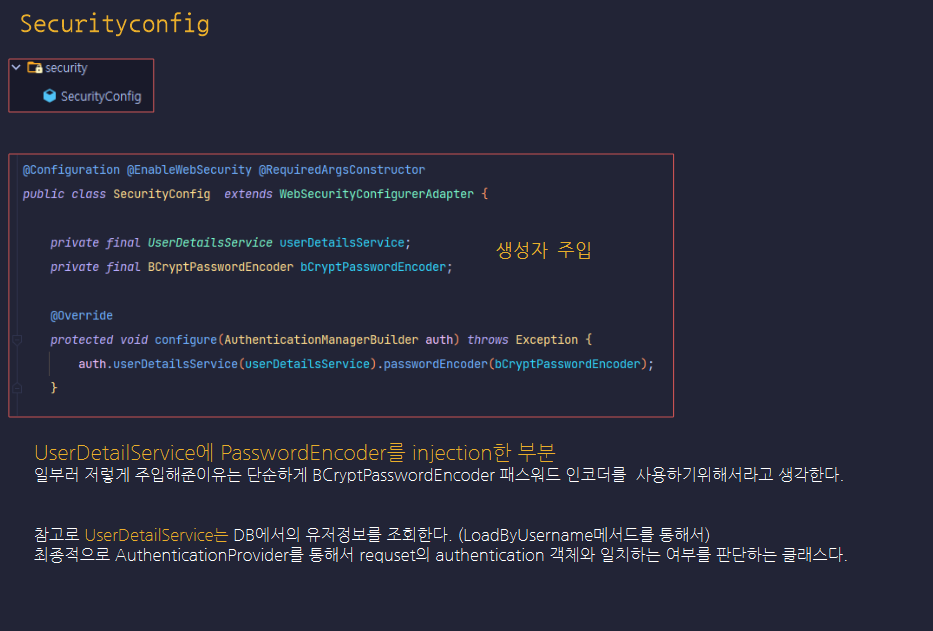 Securityconfig
security
SecurityConfig
@Configuration @EnableWebSecurity @RequiredArgsConstructor
public class SecurityConfig extends WebSecurityConfigurerAdapter {
private final UserDetailsService userDetailsService;
생성자 주입
private final BCryptPasswordEncoder bCryptPasswordEncoder;
@Override
protected void configure(AuthenticationManagerBuilder auth) throws Exception {
auth.userDetailsService(userDetailsService).passwordEncoder(bCryptPasswordEncoder);
}
UserDetailService에 PasswordEncoder를 injection한 부분
일부러 저렇게 주입해준이유는 단순하게 BCryptPasswordEncoder 패스워드 인코더를 사용하기위해서라고 생각한다.
참고로 UserDetailService는 DB에서의 유저정보를 조회한다. (LoadByUsername메서드를 통해서)
최종적으로 AuthenticationProvider를 통해서 requset의 authentication 객체와 일치하는 여부를 판단하는 클래스다.